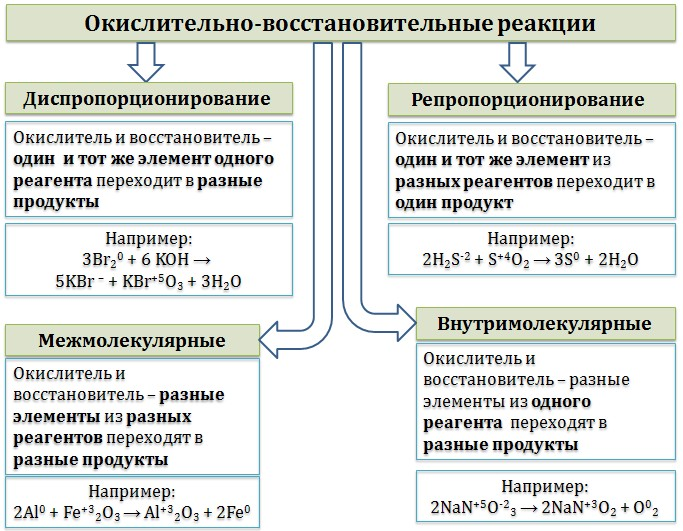 Окислительно-восстановительные реакции
Диспропорционирование
Окислитель и восстановитель –
один и тот же элемент одного
реагента переходит в разные
продукты
Например:
3Br₂⁰ + 6 KOH →
5KBr⁻ + KBr⁺⁵O₃ + 3H₂O
Репропорционирование
Окислитель и восстановитель –
один и тот же элемент из
разных реагентов переходит в
один продукт
Например:
2H₂S⁻² + S⁺⁴O₂ → 3S⁰ + 2H₂O
Межмолекулярные
Окислитель и
восстановитель – разные
элементы из разных
реагентов переходят в
разные продукты
Например:
2Al⁰ + Fe⁺³₂O₃ → Al⁺³₂O₃ + 2Fe⁰
Внутримолекулярные
Окислитель и
восстановитель – разные
элементы из одного
реагента переходят в
разные продукты
Например:
2NaN⁺⁵O⁻²₃ → 2NaN⁺³O₂ + O⁰₂